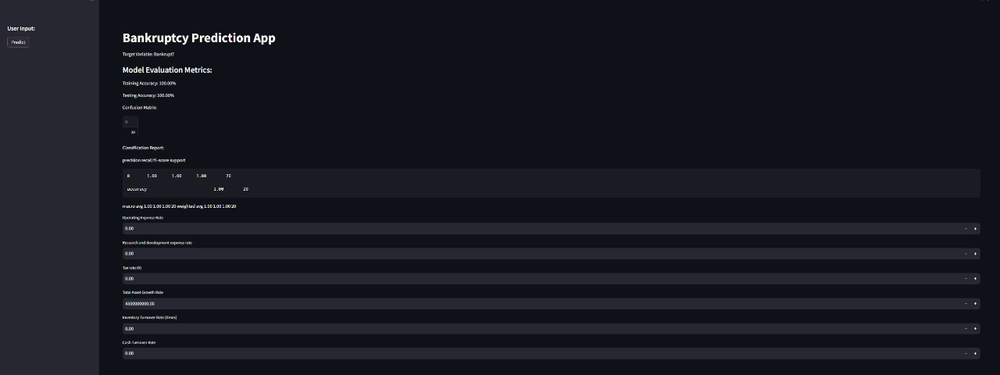 User Input:
Predict
Bankruptcy Prediction App
Target Variable: Bankrupt?
Model Evaluation Metrics:
Training Accuracy: 100.00%
Testing Accuracy: 100.00%
Confusion Matrix:
0
20
Classification Report:
precision recall f1-score support
0 1.00 1.00 1.00 20
accuracy 1.00 20
macro avg 1.00 1.00 1.00 20 weighted avg 1.00 1.00 1.00 20
Operating Expense Rate
0.00 − +
Research and development expense rate
0.00 − +
Tax rate (A)
0.00 − +
Total Asset Growth Rate
4500000000.00 − +
Inventory Turnover Rate (times)
0.00 − +
Cash Turnover Rate
0.00 − +